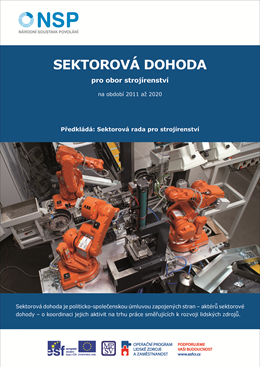 NSP
NÁRODNÍ SOUSTAVA POVOLÁNÍ
SEKTOROVÁ DOHODA
pro obor strojírenství
na období 2011 až 2020
Předkládá: Sektorová rada pro strojírenství
Sektorová dohoda je politicko-společenskou úmluvou zapojených stran – aktérů sektorové
dohody – o koordinaci jejich aktivit na trhu práce směřujících k rozvoji lidských zdrojů.
esf
OPERAČNÍ PROGRAM
LIDSKÉ ZDROJE
A ZAMĚSTNANOST
PODPORUJEME
VAŠI BUDOUCNOST
www.esfcr.cz